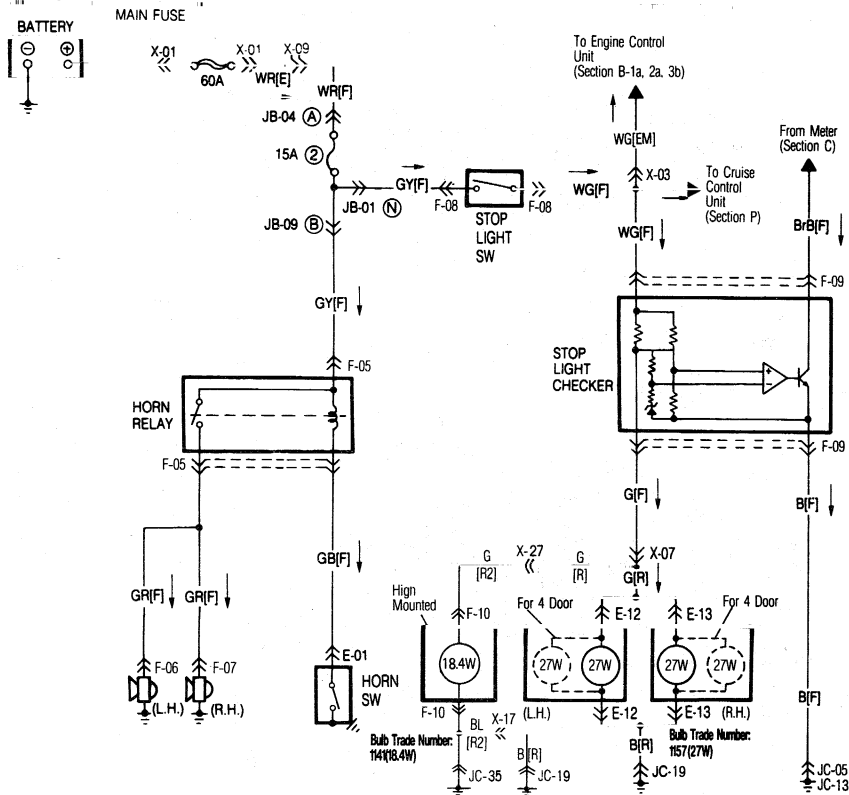 MAIN FUSE
BATTERY
X-01
X-01
X-09
60A
WR[E]
WR[F]
JB-04 A
15A 2
GY[F]
JB-01 N
F-08
F-08
STOP
LIGHT
SW
JB-09 B
To Engine Control
Unit
(Section B-1a, 2a, 3b)
WG[EM]
X-03
WG[F]
To Cruise
Control
Unit
(Section P)
From Meter
(Section C)
BrB[F]
WG[F]
F-09
GY[F]
F-05
STOP
LIGHT
CHECKER
+
−
HORN
RELAY
F-05
F-09
G[F]
B[F]
GB[F]
G
[R2]
X-27
G
[R]
X-07
G[R]
GR[F]
GR[F]
Hign
Mounted
F-10
For 4 Door
E-12
E-13
For 4 Door
F-06
F-07
E-01
18.4W
27W
27W
27W
27W
(L.H.)
(R.H.)
HORN
SW
F-10
(L.H.)
E-12
E-13
(R.H.)
B[F]
BL
[R2]
X-17
Bulb Trade Number:
1141(18.4W)
B[R]
B[R]
Bulb Trade Number:
1157(27W)
JC-35
JC-19
JC-19
JC-05
JC-13